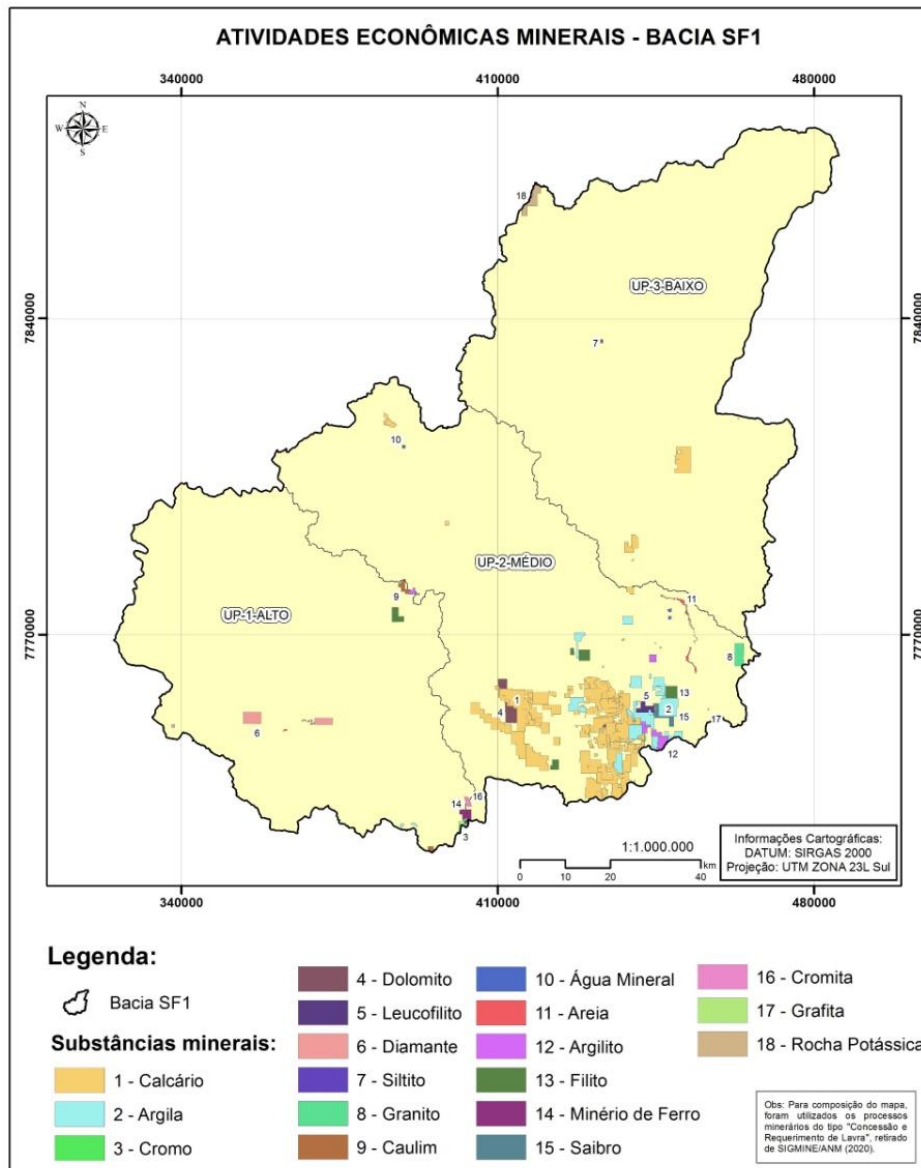 ATIVIDADES ECONÔMICAS MINERAIS - BACIA SF1
340000
410000
480000
N
W
E
S
18
UP-3-BAIXO
7840000
7840000
7
10
UP-2-MÉDIO
9
11
UP-1-ALTO
7770000
7770000
8
5
13
1
4
2
15
17
6
12
14
16
3
1:1.000.000
0
10
20
40
km
Informações Cartográficas:
DATUM: SIRGAS 2000
Projeção: UTM ZONA 23L Sul
340000
410000
480000
Legenda:
Bacia SF1
Substâncias minerais:
1 - Calcário
2 - Argila
3 - Cromo
4 - Dolomito
5 - Leucofilito
6 - Diamante
7 - Siltito
8 - Granito
9 - Caulim
10 - Água Mineral
11 - Areia
12 - Argilito
13 - Filito
14 - Minério de Ferro
15 - Saibro
16 - Cromita
17 - Grafita
18 - Rocha Potássica
Obs: Para composição do mapa,
foram utilizados os processos
minerários do tipo "Concessão e
Requerimento de Lavra", retirado
de SIGMINE/ANM (2020).